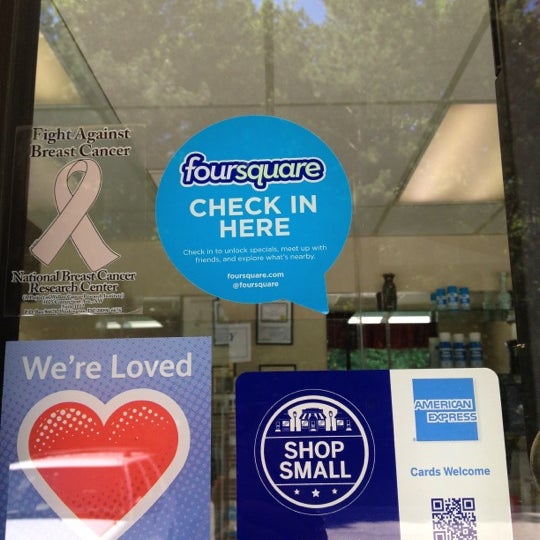 Fight Against
Breast Cancer
National Breast Cancer
Research Center
foursquare
CHECK IN
HERE
Check in to unlock specials, meet up with
friends, and explore what's nearby.
foursquare.com
@foursquare
We're Loved
SHOP
SMALL
AMERICAN
EXPRESS
Cards Welcome